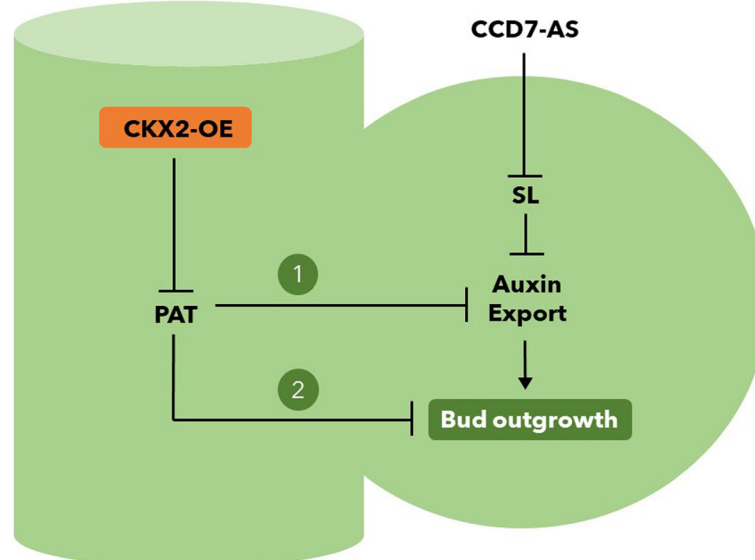 CCD7-AS
CKX2-OE
SL
1
Auxin
Export
PAT
2
Bud outgrowth